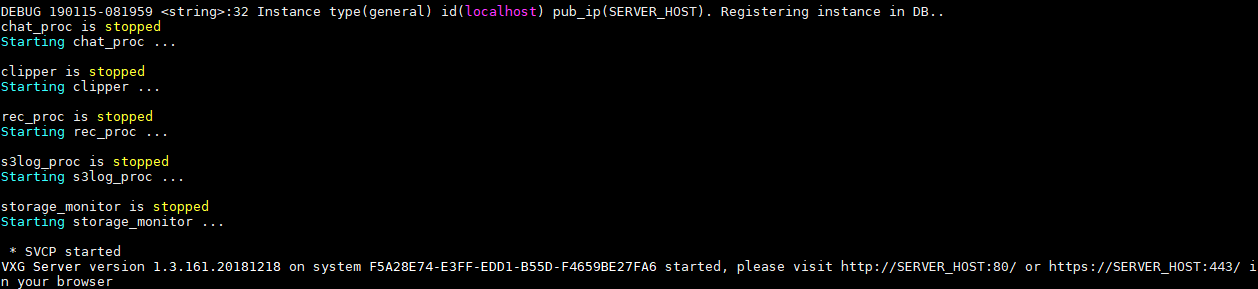 DEBUG 190115-081959 <string>:32 Instance type(general) id(localhost) pub_ip(SERVER_HOST). Registering instance in DB..
chat_proc is stopped
Starting chat_proc ...
clipper is stopped
Starting clipper ...
rec_proc is stopped
Starting rec_proc ...
s3log_proc is stopped
Starting s3log_proc ...
storage_monitor is stopped
Starting storage_monitor ...
* SVCP started
VXG Server version 1.3.161.20181218 on system F5A28E74-E3FF-EDD1-B55D-F4659BE27FA6 started, please visit http://SERVER_HOST:80/ or https://SERVER_HOST:443/ i
n your browser